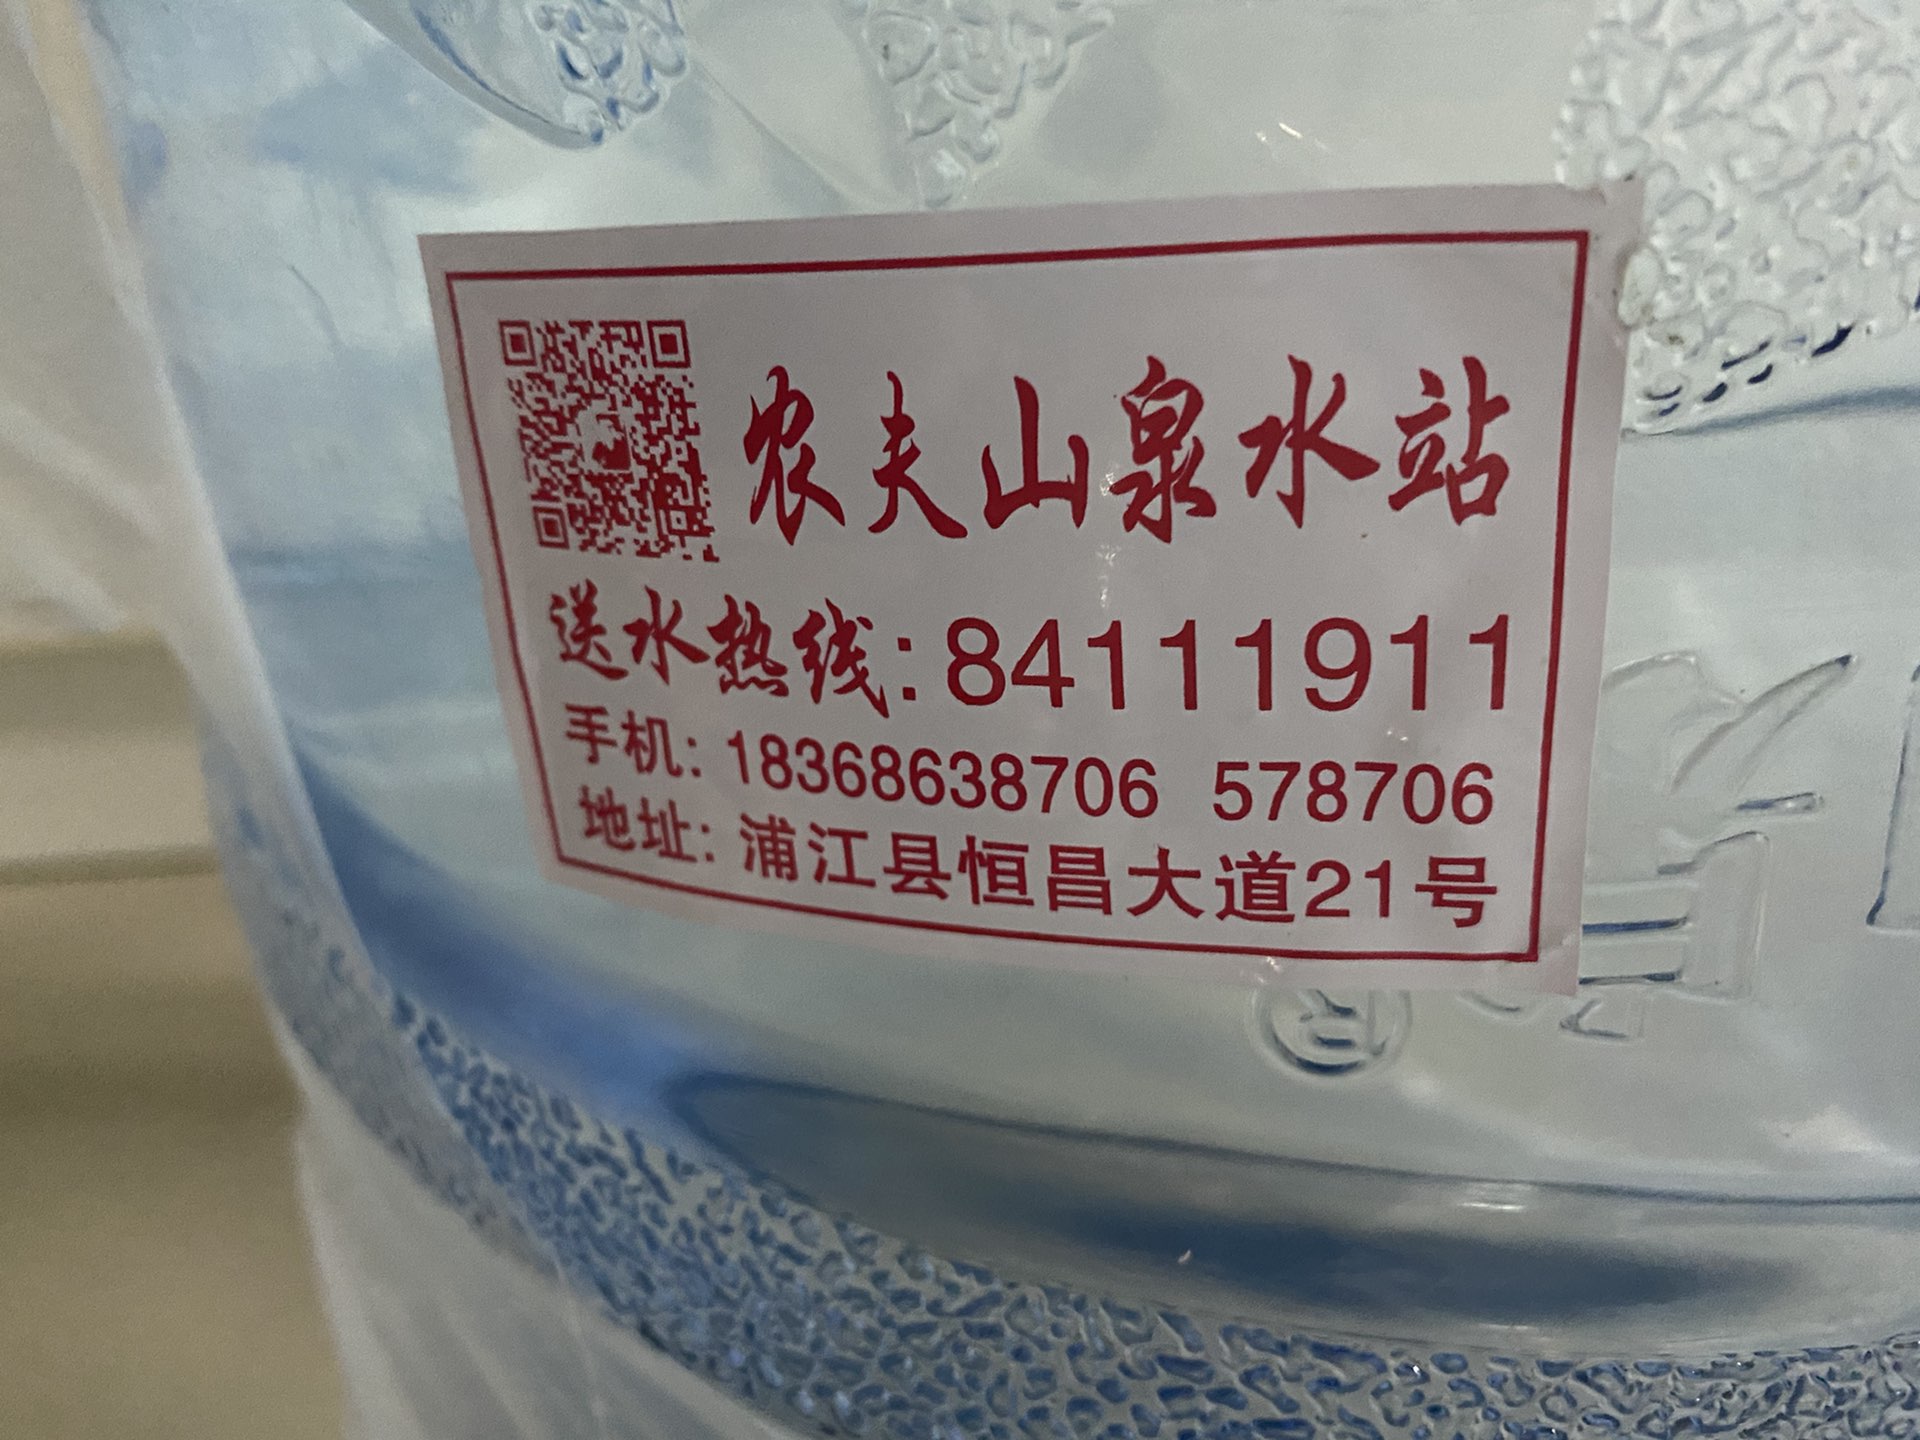 农夫山泉水站
送水热线:84111911
手机: 18368638706 578706
地址: 浦江县恒昌大道21号
®